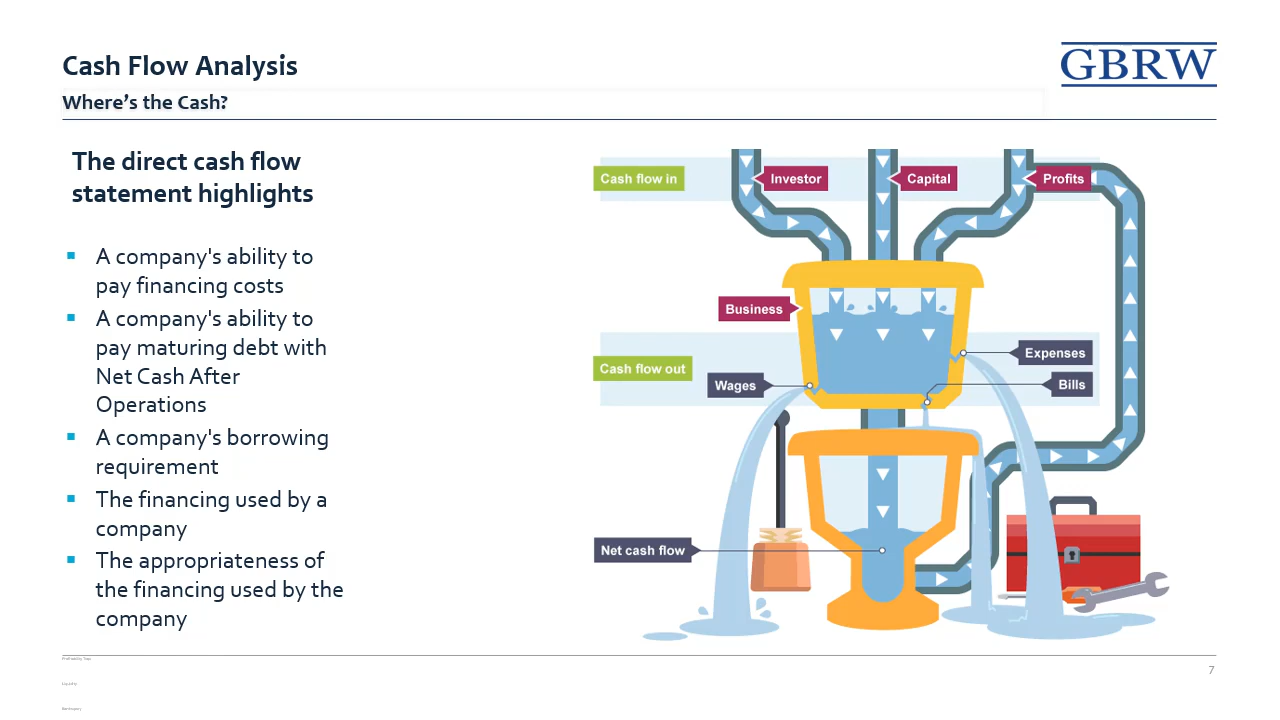 Cash Flow Analysis
GBRW
Where's the Cash?
The direct cash flow
statement highlights
A company's ability to
pay financing costs
A company's ability to
pay maturing debt with
Net Cash After
Operations
A company's borrowing
requirement
The financing used by a
company
The appropriateness of
the financing used by the
company
Cash flow in
Investor
Capital
Profits
Business
Cash flow out
Expenses
Wages
Bills
Net cash flow
7